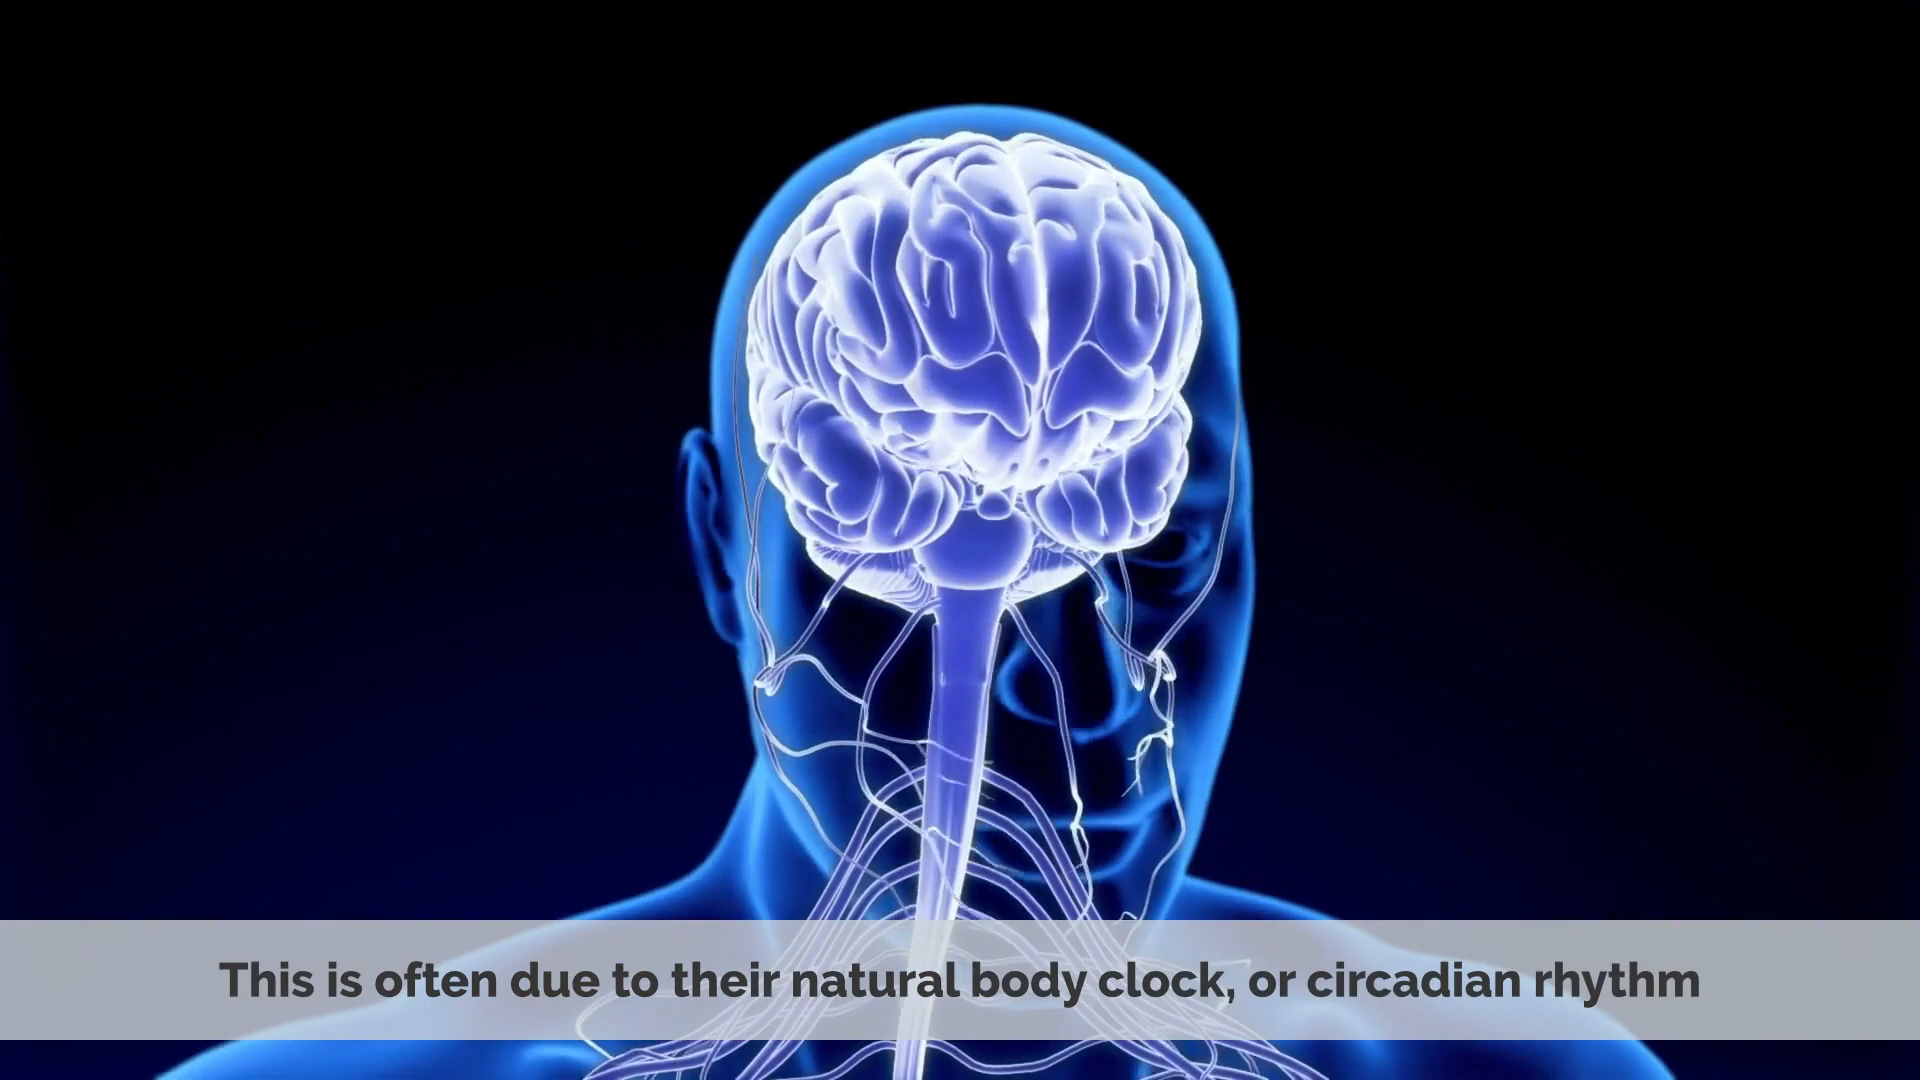 This is often due to their natural body clock, or circadian rhythm